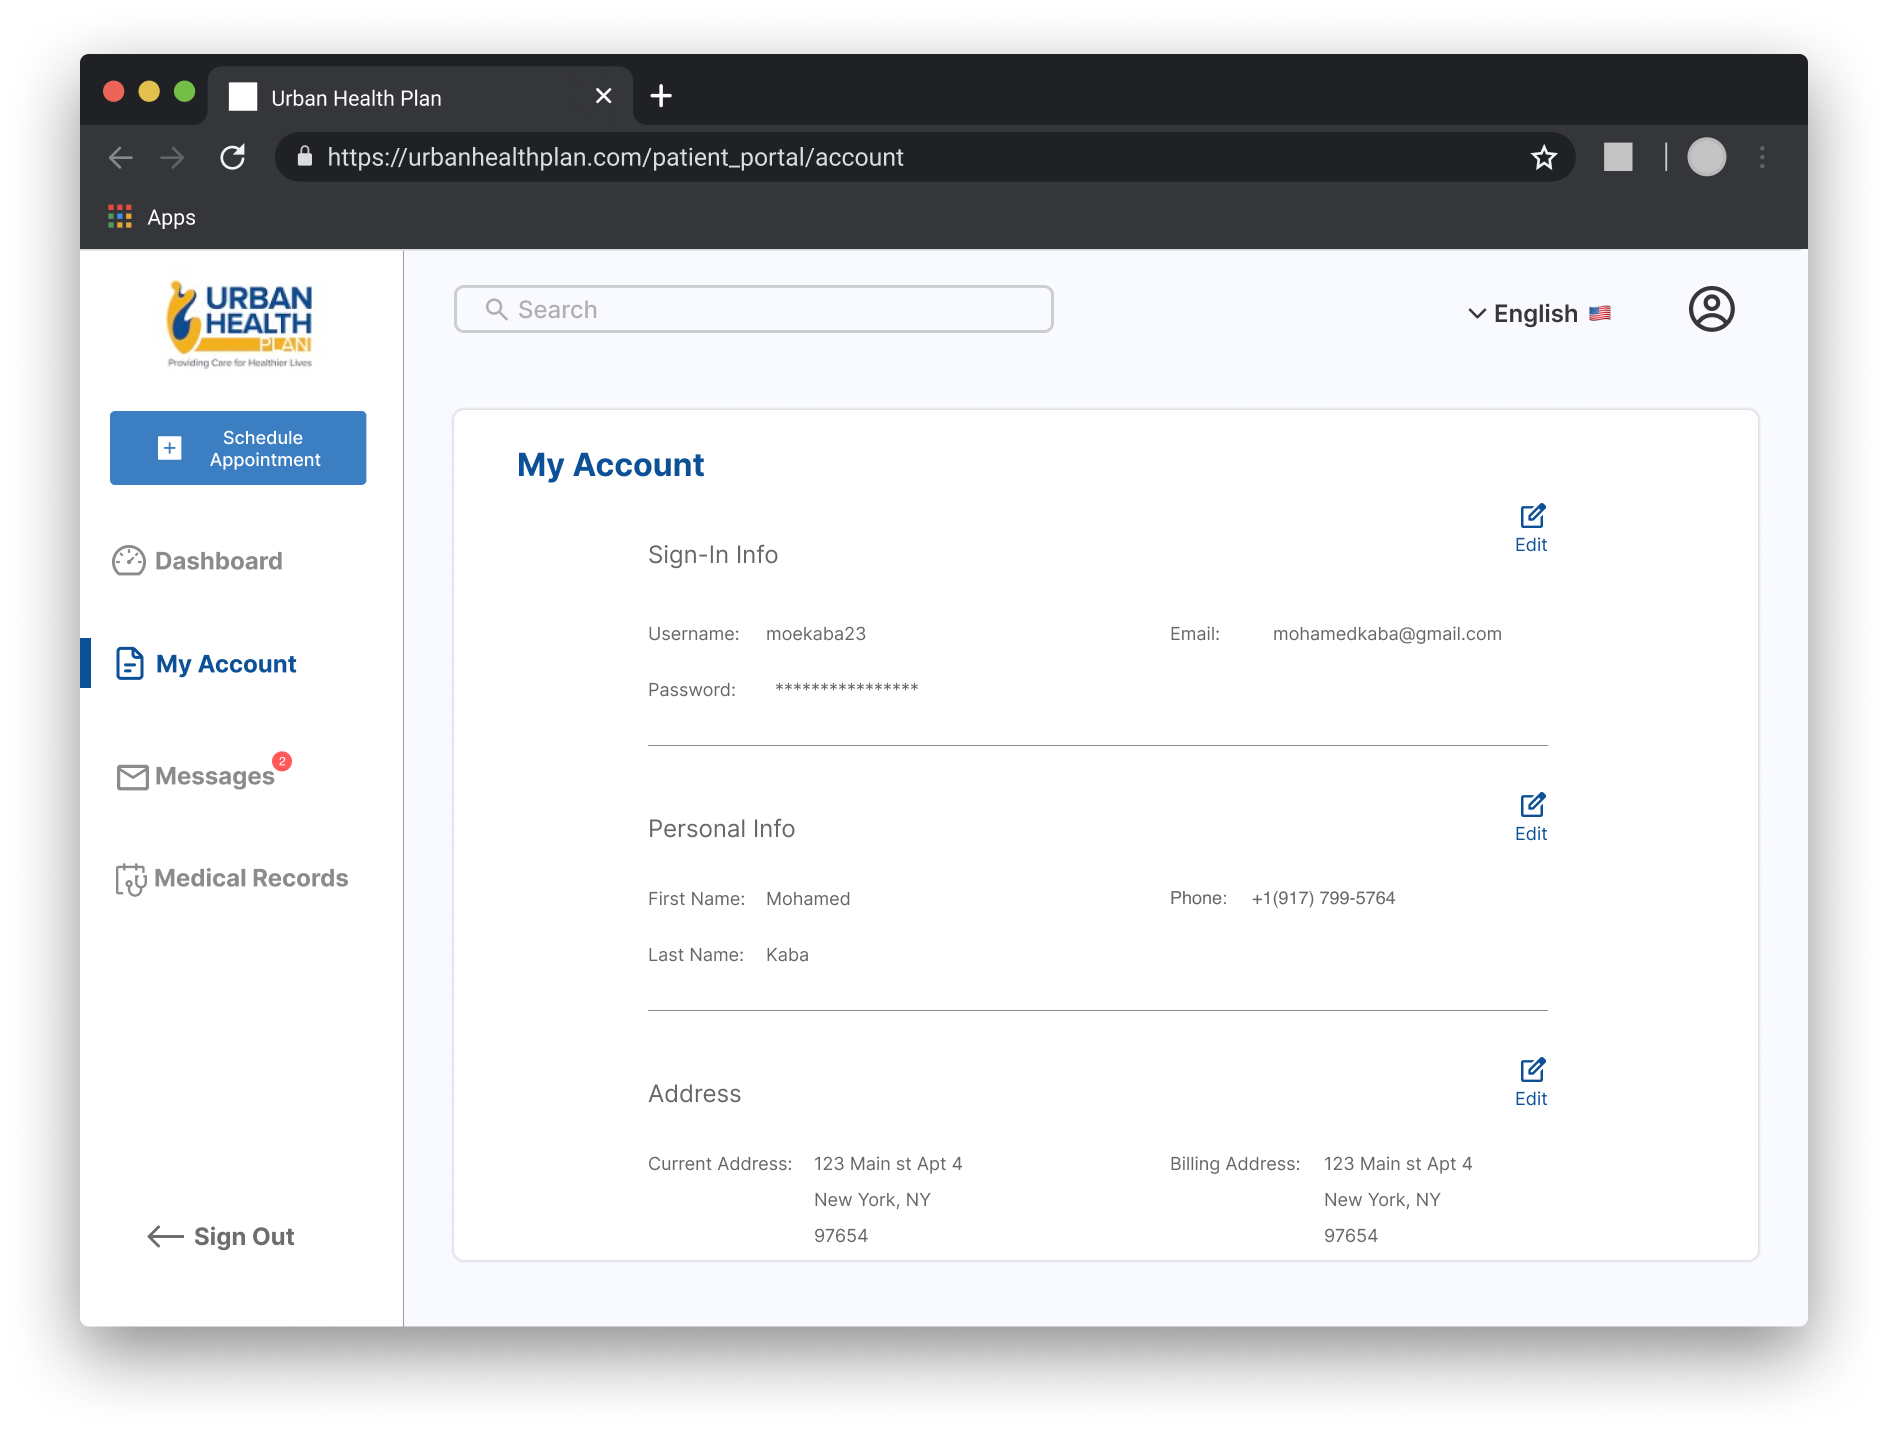 Urban Health Plan
https://urbanhealthplan.com/patient_portal/account
Apps
URBAN
HEALTH
PLAN
Providing Care for Healthier Lives
Search
English
Schedule
Appointment
Dashboard
My Account
Messages 2
Medical Records
Sign Out
My Account
Edit
Sign-In Info
Username: moekaba23 Email: mohamedkaba@gmail.com
Password: ****************
Edit
Personal Info
First Name: Mohamed Phone: +1(917) 799-5764
Last Name: Kaba
Edit
Address
Current Address: 123 Main st Apt 4 Billing Address: 123 Main st Apt 4
New York, NY New York, NY
97654 97654